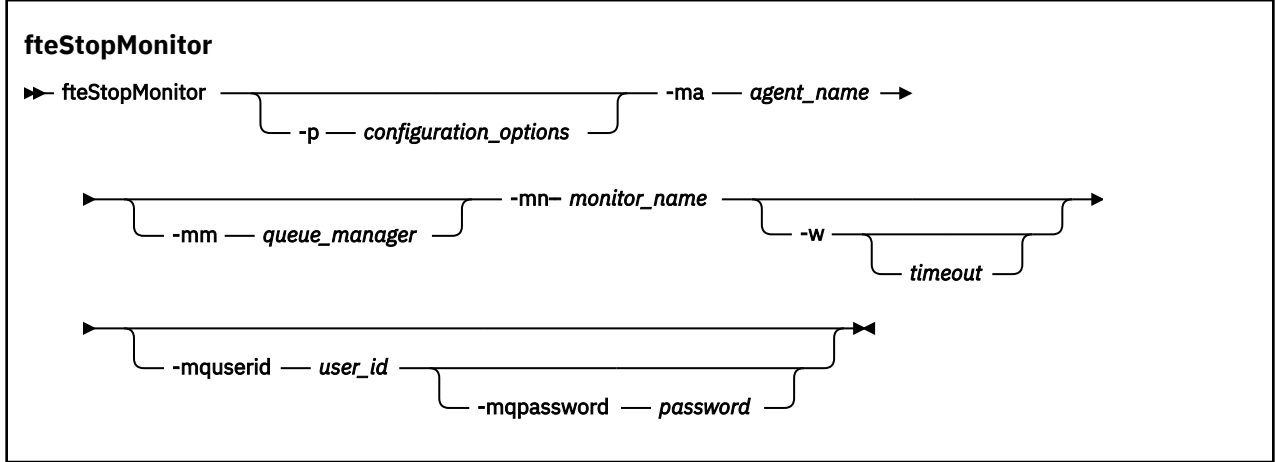 fteStopMonitor
fteStopMonitor -ma agent_name
-p configuration_options
-mn monitor_name
-mm queue_manager -w
timeout
-mquserid user_id
-mqpassword password